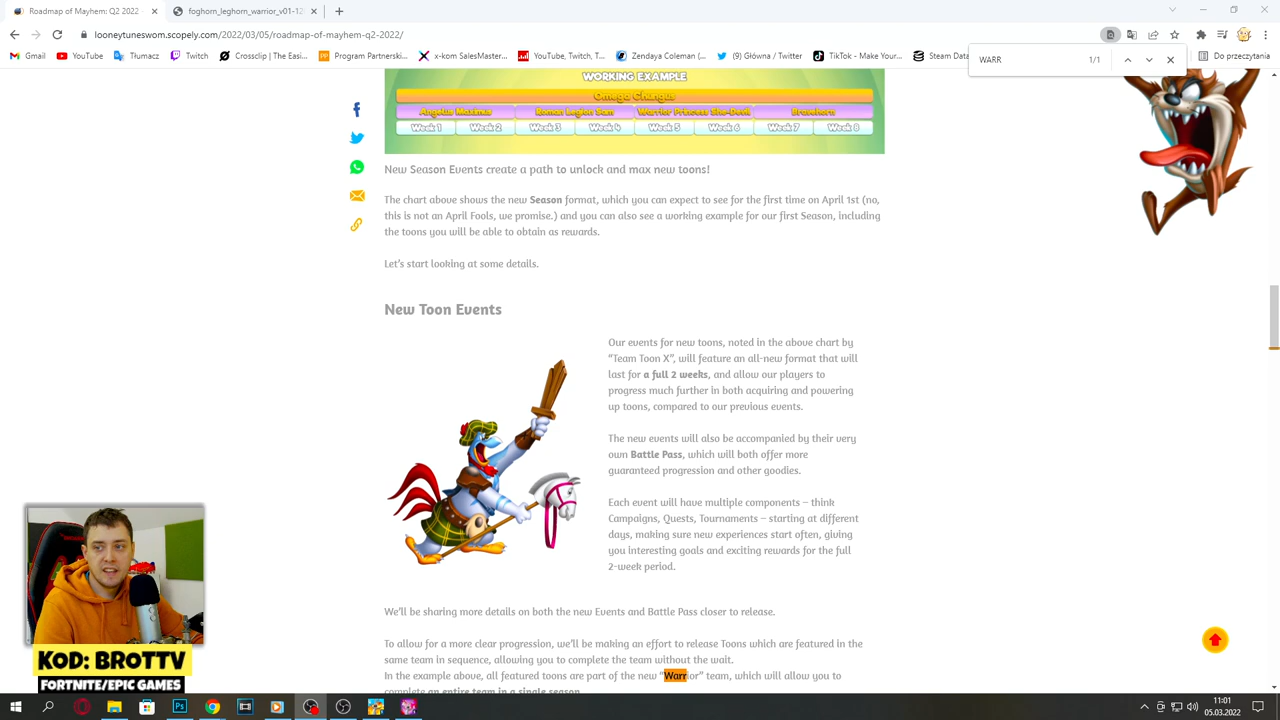 Roadmap of Mayhem: Q2 2022
foghorn_leghorn_warrior_v01-12
looneytuneswom.scopely.com/2022/03/05/roadmap-of-mayhem-q2-2022/
Gmail
YouTube
Tłumacz
Twitch
Crossclip | The Easi...
Program Partnerski...
x-kom SalesMaster...
YouTube, Twitch, T...
Zendaya Coleman (...
(9) Główna / Twitter
TikTok - Make Your...
Steam Data
Do przeczytania
WARR
1/1
WORKING EXAMPLE
Omega Chungus
Angelus Maximus
Roman Legion Sam
Warrior Princess She-Devil
Bravehorn
Week 1
Week 2
Week 3
Week 4
Week 5
Week 6
Week 7
Week 8
New Season Events create a path to unlock and max new toons!
The chart above shows the new Season format, which you can expect to see for the first time on April 1st (no,
this is not an April Fools, we promise.) and you can also see a working example for our first Season, including
the toons you will be able to obtain as rewards.
Let's start looking at some details.
New Toon Events
Our events for new toons, noted in the above chart by
“Team Toon X”, will feature an all-new format that will
last for a full 2 weeks, and allow our players to
progress much further in both acquiring and powering
up toons, compared to our previous events.
The new events will also be accompanied by their very
own Battle Pass, which will both offer more
guaranteed progression and other goodies.
Each event will have multiple components – think
Campaigns, Quests, Tournaments – starting at different
days, making sure new experiences start often, giving
you interesting goals and exciting rewards for the full
2-week period.
We'll be sharing more details on both the new Events and Battle Pass closer to release.
To allow for a more clear progression, we'll be making an effort to release Toons which are featured in the
same team in sequence, allowing you to complete the team without the wait.
In the example above, all featured toons are part of the new “Warrior” team, which will allow you to
complete an entire team in a single season.
KOD: BROTTV
FORTNITE/EPIC GAMES
11:01
05.03.2022